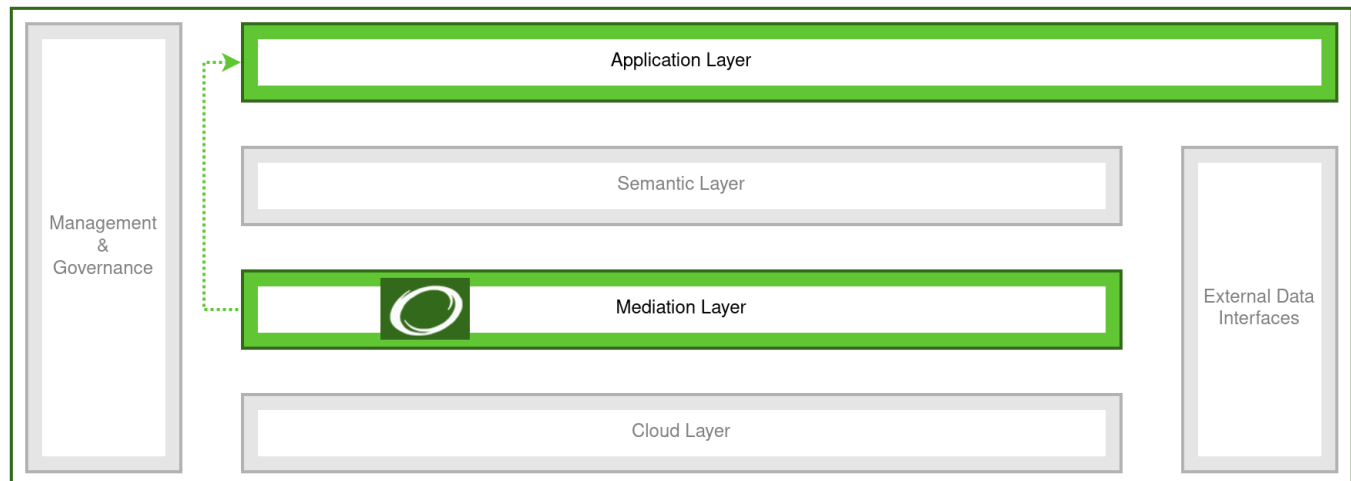 Application Layer
Semantic Layer
Management
&
Governance
Mediation Layer
External Data
Interfaces
Cloud Layer